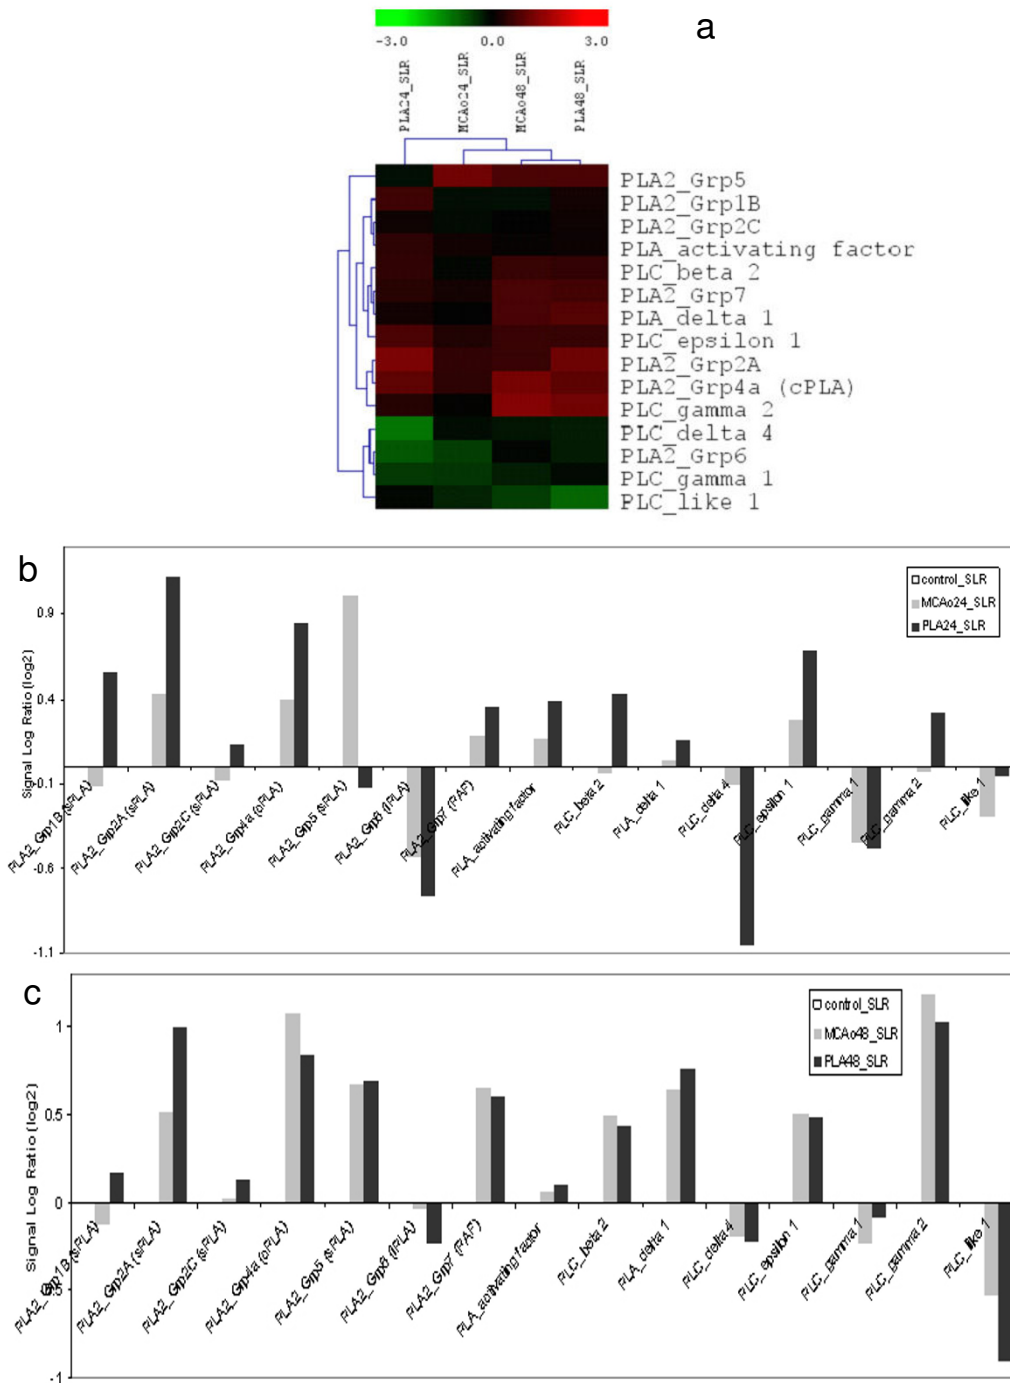 a
-3.0 0.0 3.0
PLA24_SLR
MCAo24_SLR
MCAo48_SLR
PLA48_SLR
PLA2_Grp5
PLA2_Grp1B
PLA2_Grp2C
PLA_activating factor
PLC_beta 2
PLA2_Grp7
PLA_delta 1
PLC_epsilon 1
PLA2_Grp2A
PLA2_Grp4a (cPLA)
PLC_gamma 2
PLC_delta 4
PLA2_Grp6
PLC_gamma 1
PLC_like 1
b
Signal Log Ratio (log2)
0.9
0.4
-0.1
-0.6
-1.1
control_SLR
MCAo24_SLR
PLA24_SLR
PLA2_Grp1B (sPLA)
PLA2_Grp2A (sPLA)
PLA2_Grp2C (sPLA)
PLA2_Grp4a (cPLA)
PLA2_Grp5 (sPLA)
PLA2_Grp6 (iPLA)
PLA2_Grp7 (PAF)
PLA_activating factor
PLC_beta 2
PLA_delta 1
PLC_delta 4
PLC_epsilon 1
PLC_gamma 1
PLC_gamma 2
PLC_like 1
c
Signal Log Ratio (log2)
1
0.5
0
-0.5
-1
control_SLR
MCAo48_SLR
PLA48_SLR
PLA2_Grp1B (sPLA)
PLA2_Grp2A (sPLA)
PLA2_Grp2C (sPLA)
PLA2_Grp4a (cPLA)
PLA2_Grp5 (sPLA)
PLA2_Grp6 (iPLA)
PLA2_Grp7 (PAF)
PLA_activating factor
PLC_beta 2
PLA_delta 1
PLC_delta 4
PLC_epsilon 1
PLC_gamma 1
PLC_gamma 2
PLC_like 1